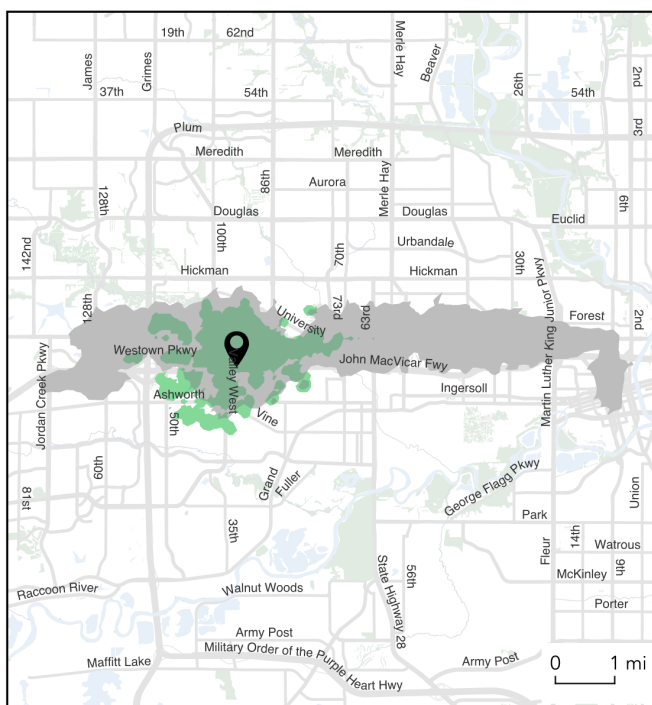 19th
62nd
James
Grimes
Merle Hay
Beaver
26th
2nd
37th
54th
54th
3rd
Plum
Meredith
Meredith
86th
Aurora
Merle Hay
128th
Douglas
Douglas
6th
Euclid
142nd
100th
70th
Urbandale
30th
Hickman
Hickman
128th
University
73rd
63rd
Martin Luther King Junior Pkwy
Forest
2nd
Westown Pkwy
Valley West
John MacVicar Fwy
Jordan Creek Pkwy
Ashworth
Ingersoll
50th
Vine
60th
Grand
Fuller
George Flagg Pkwy
81st
Union
35th
Park
Fleur
14th
Watrous
9th
Raccoon River
Walnut Woods
State Highway 28
56th
McKinley
Porter
Army Post
Military Order of the Purple Heart Hwy
Maffitt Lake
Army Post
0 1 mi